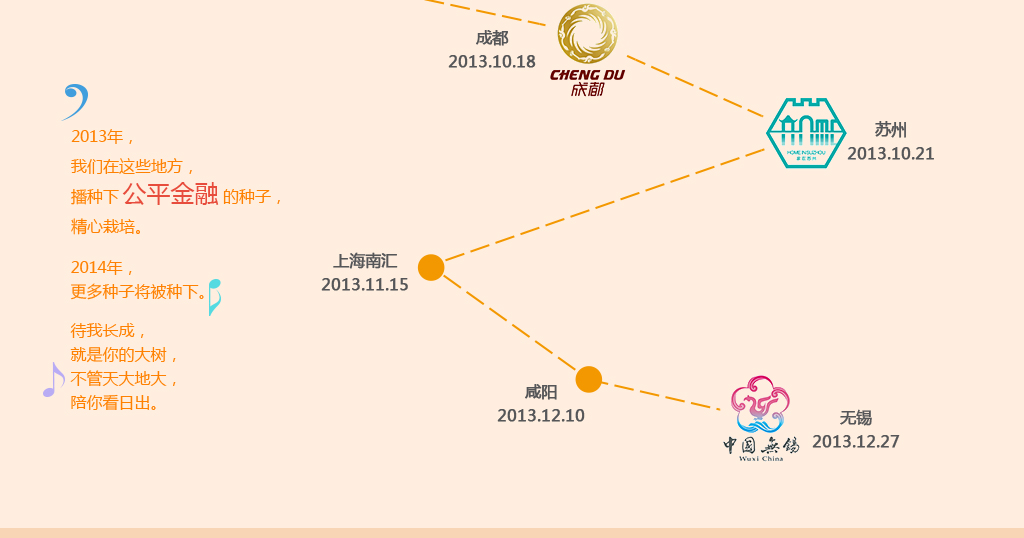 成都
2013.10.18
CHENG DU
成都
苏州
2013.10.21
HOME IN SUZHOU
2013年，
我们在这些地方，
播种下 公平金融 的种子，
精心栽培。
2014年，
更多种子将被种下。
待我长成，
就是你的大树，
不管天大地大，
陪你看日出。
上海南汇
2013.11.15
咸阳
2013.12.10
中国無锡
Wuxi China
无锡
2013.12.27